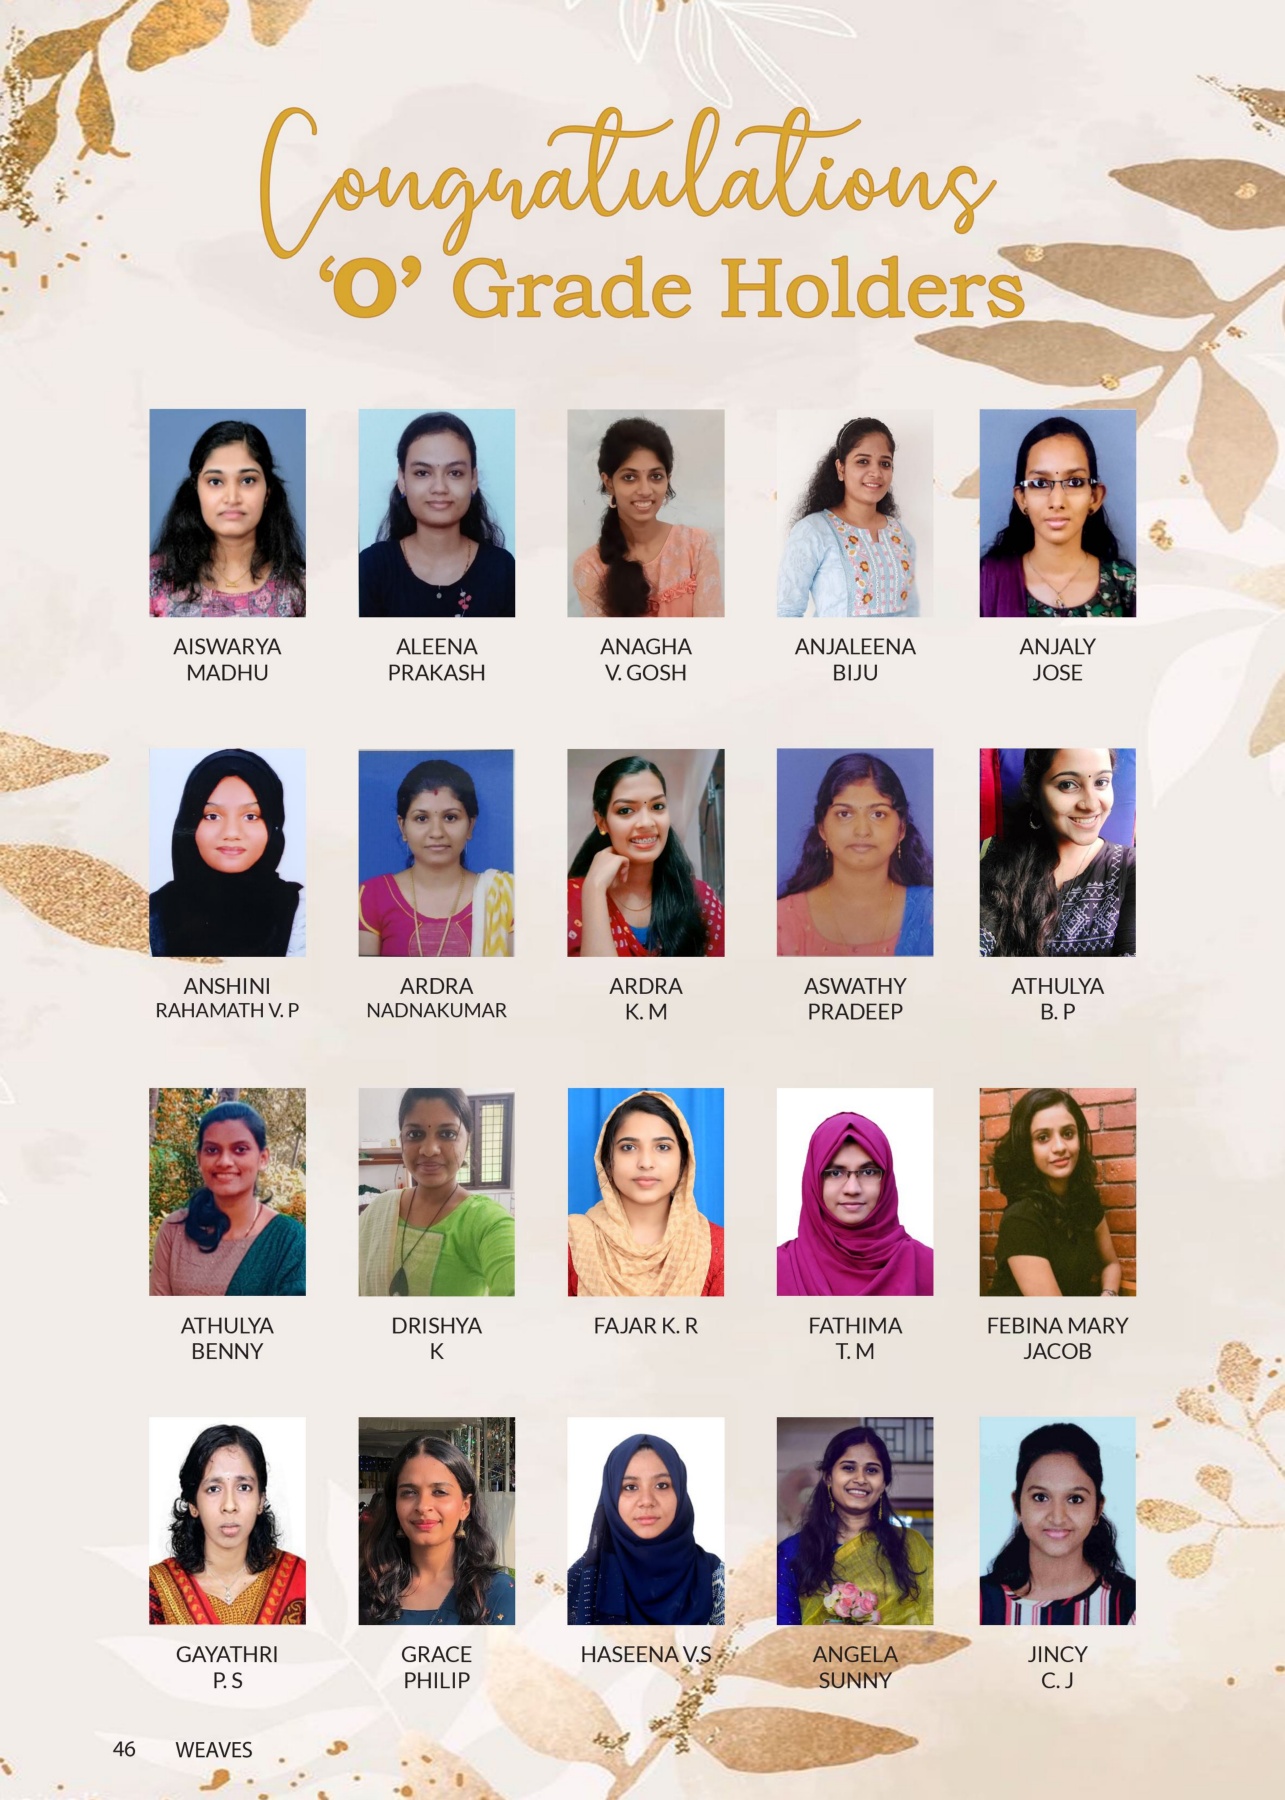 Congratulations
‘O’ Grade Holders
AISWARYA
MADHU
ALEENA
PRAKASH
ANAGHA
V. GOSH
ANJALEENA
BIJU
ANJALY
JOSE
ANSHINI
RAHAMATH V. P
ARDRA
NADNAKUMAR
ARDRA
K. M
ASWATHY
PRADEEP
ATHULYA
B. P
ATHULYA
BENNY
DRISHYA
K
FAJAR K. R
FATHIMA
T. M
FEBINA MARY
JACOB
GAYATHRI
P. S
GRACE
PHILIP
HASEENA V.S
ANGELA
SUNNY
JINCY
C. J
46 WEAVES